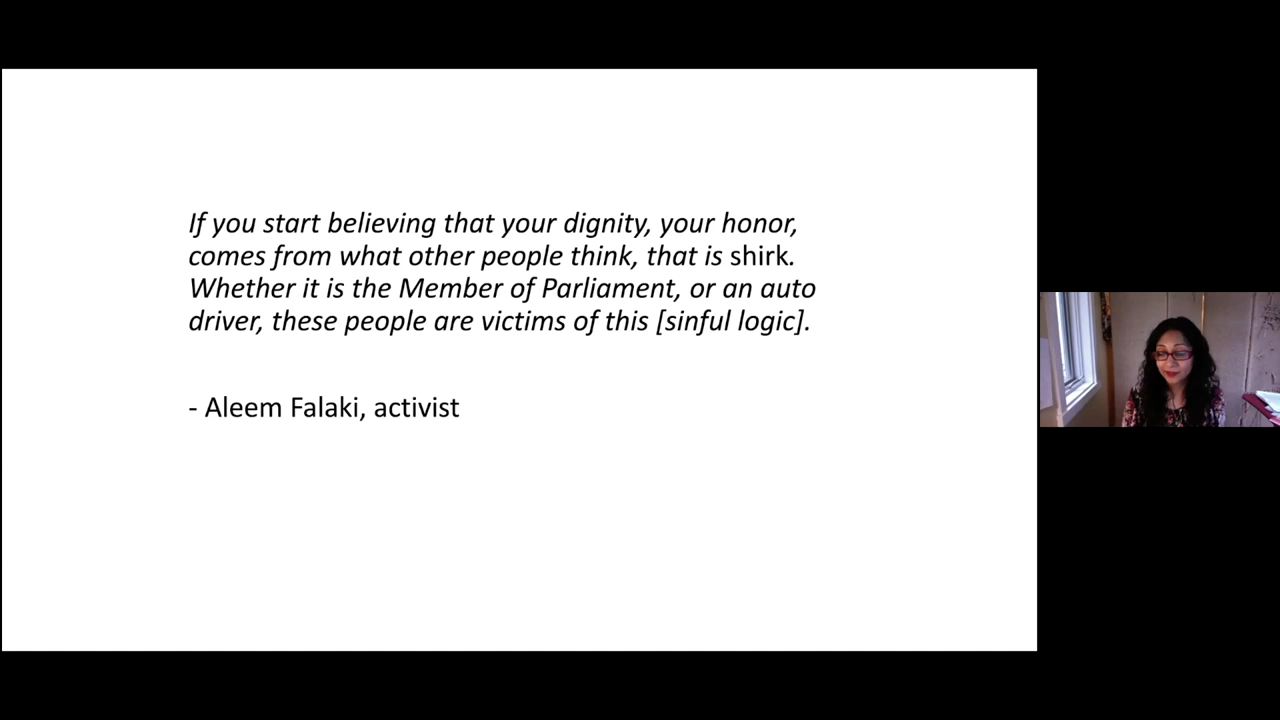 If you start believing that your dignity, your honor,
comes from what other people think, that is shirk.
Whether it is the Member of Parliament, or an auto
driver, these people are victims of this [sinful logic].
- Aleem Falaki, activist